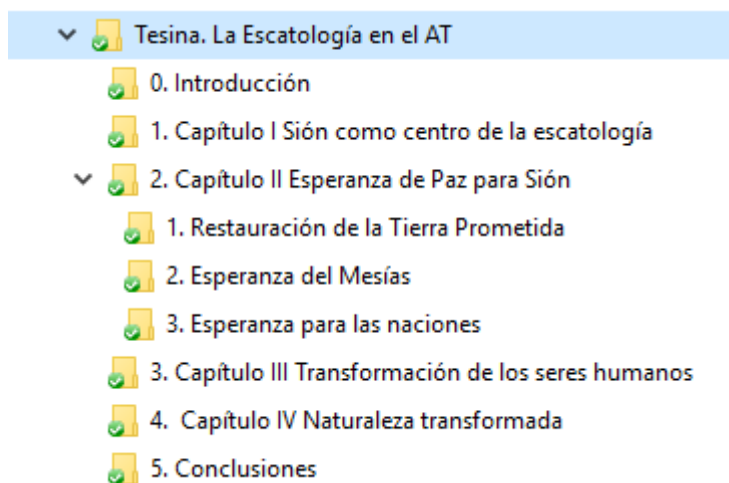 Tesina. La Escatología en el AT
0. Introducción
1. Capítulo I Sión como centro de la escatología
2. Capítulo II Esperanza de Paz para Sión
1. Restauración de la Tierra Prometida
2. Esperanza del Mesías
3. Esperanza para las naciones
3. Capítulo III Transformación de los seres humanos
4.  Capítulo IV Naturaleza transformada
5. Conclusiones